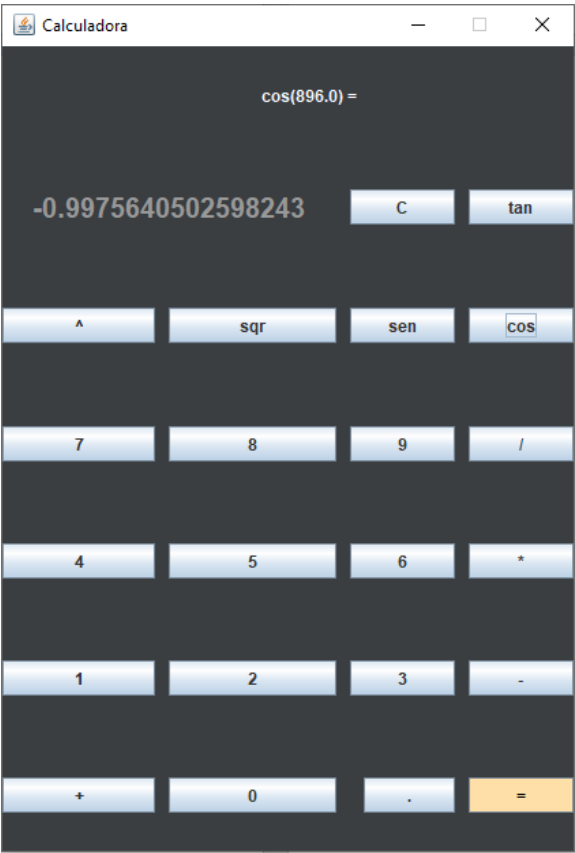 Calculadora
cos(896.0) =
-0.9975640502598243 C tan
^ sqr sen cos
7 8 9 /
4 5 6 *
1 2 3 -
+ 0 . =